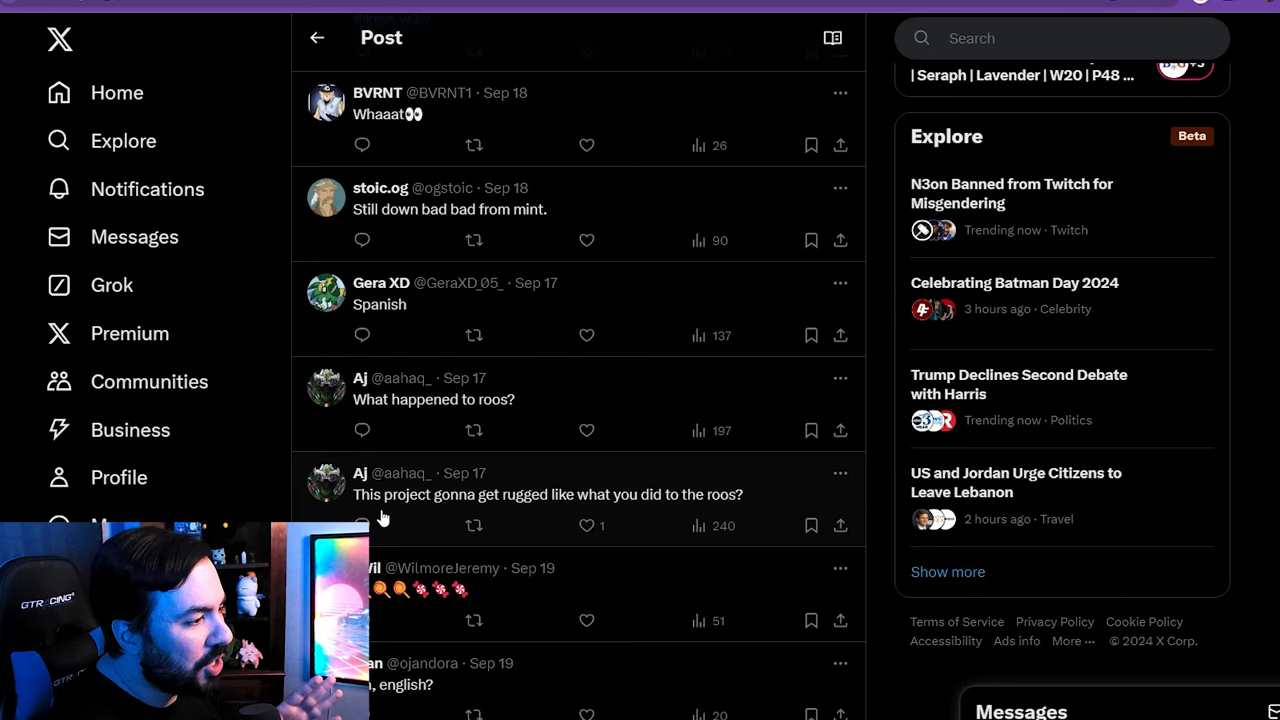 @keys_w3w
Post
Search
Home
Explore
Notifications
Messages
Grok
Premium
Communities
Business
Profile
BVRNT @BVRNT1 · Sep 18
Whaaat👀
26
stoic.og @ogstoic · Sep 18
Still down bad bad from mint.
90
Gera XD @GeraXD_05_ · Sep 17
Spanish
137
Aj @aahaq_ · Sep 17
What happened to roos?
197
Aj @aahaq_ · Sep 17
This project gonna get rugged like what you did to the roos?
1 240
@WilmoreJeremy · Sep 19
🍭🍭🍬🍬🍬
51
@ojandora · Sep 19
english?
20
| Seraph | Lavender | W20 | P48 ...
+3
Explore Beta
N3on Banned from Twitch for
Misgendering
Trending now · Twitch
Celebrating Batman Day 2024
3 hours ago · Celebrity
Trump Declines Second Debate
with Harris
Trending now · Politics
US and Jordan Urge Citizens to
Leave Lebanon
2 hours ago · Travel
Show more
Terms of Service Privacy Policy Cookie Policy
Accessibility Ads info More ··· © 2024 X Corp.
Messages
GTRACING